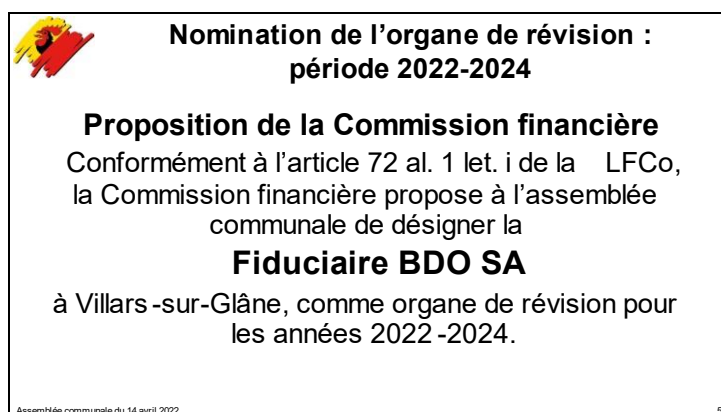 Nomination de l’organe de révision :
période 2022-2024
Proposition de la Commission financière
Conformément à l’article 72 al. 1 let. i de la LFCo,
la Commission financière propose à l’assemblée
communale de désigner la
Fiduciaire BDO SA
à Villars-sur-Glâne, comme organe de révision pour
les années 2022-2024.
Assemblée communale du 14 avril 2022